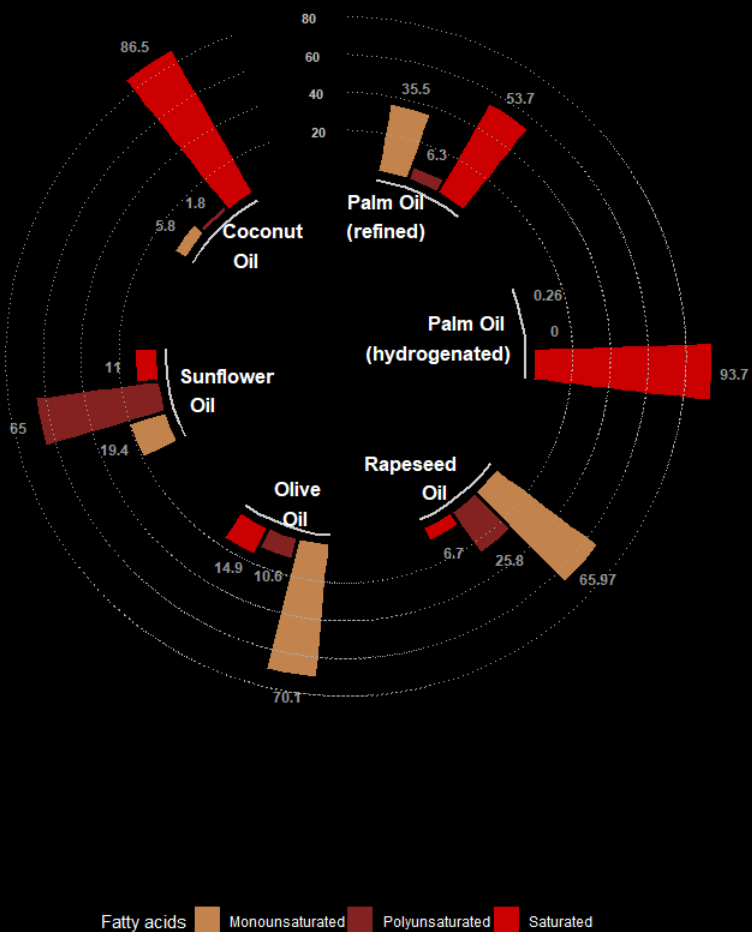 80
60
40
20
86.5
1.8
5.8
Coconut
Oil
35.5
6.3
53.7
Palm Oil
(refined)
0.26
0
93.7
Palm Oil
(hydrogenated)
Rapeseed
Oil
65.97
25.8
6.7
Olive
Oil
70.1
10.6
14.9
Sunflower
Oil
19.4
65
11
Fatty acids Monounsaturated Polyunsaturated Saturated